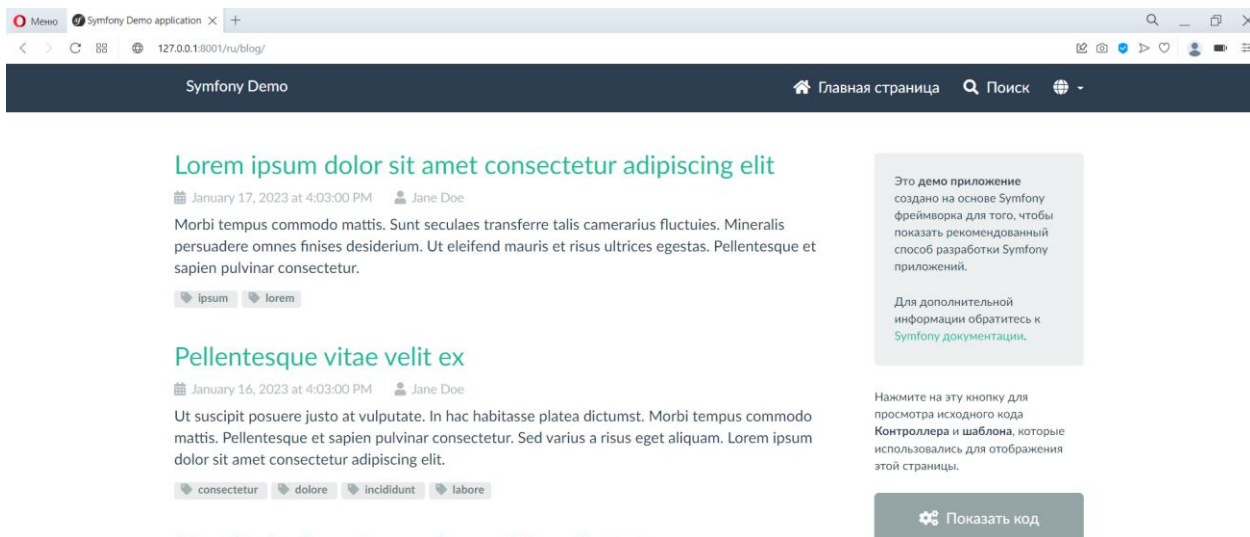 Меню
Symfony Demo application
127.0.0.1:8001/ru/blog/
Symfony Demo
Главная страница
Поиск
Lorem ipsum dolor sit amet consectetur adipiscing elit
January 17, 2023 at 4:03:00 PM Jane Doe
Morbi tempus commodo mattis. Sunt seculaes transferre talis camerarius fluctuies. Mineralis
persuadere omnes finises desiderium. Ut eleifend mauris et risus ultrices egestas. Pellentesque et
sapien pulvinar consectetur.
ipsum lorem
Pellentesque vitae velit ex
January 16, 2023 at 4:03:00 PM Jane Doe
Ut suscipit posuere justo at vulputate. In hac habitasse platea dictumst. Morbi tempus commodo
mattis. Pellentesque et sapien pulvinar consectetur. Sed varius a risus eget aliquam. Lorem ipsum
dolor sit amet consectetur adipiscing elit.
consectetur dolore incididunt labore
Это демо приложение
создано на основе Symfony
фреймворка для того, чтобы
показать рекомендованный
способ разработки Symfony
приложений.
Для дополнительной
информации обратитесь к
Symfony документации.
Нажмите на эту кнопку для
просмотра исходного кода
Контроллера и шаблона, которые
использовались для отображения
этой страницы.
Показать код